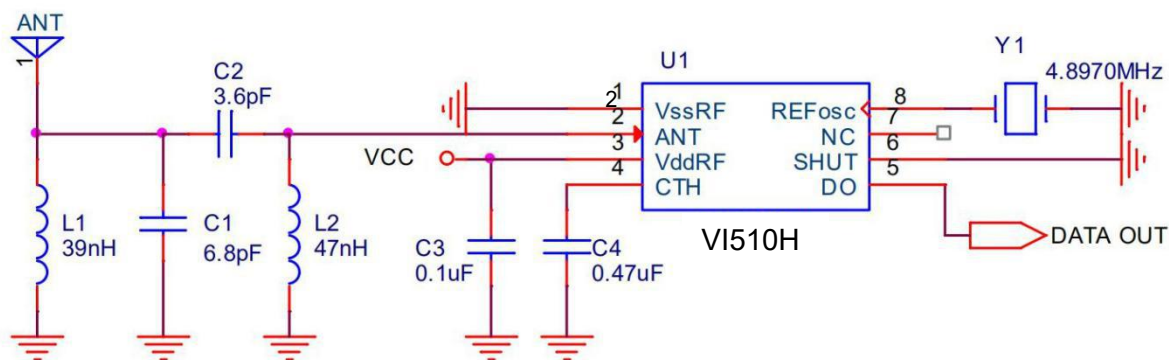 ANT
1
C2
3.6pF
L1
39nH
C1
6.8pF
L2
47nH
VCC
C3
0.1uF
C4
0.47uF
U1
1
2
2
3
4
VssRF
ANT
VddRF
CTH
REFosc
NC
SHUT
DO
8
7
6
5
VI510H
Y1
4.8970MHz
DATA OUT